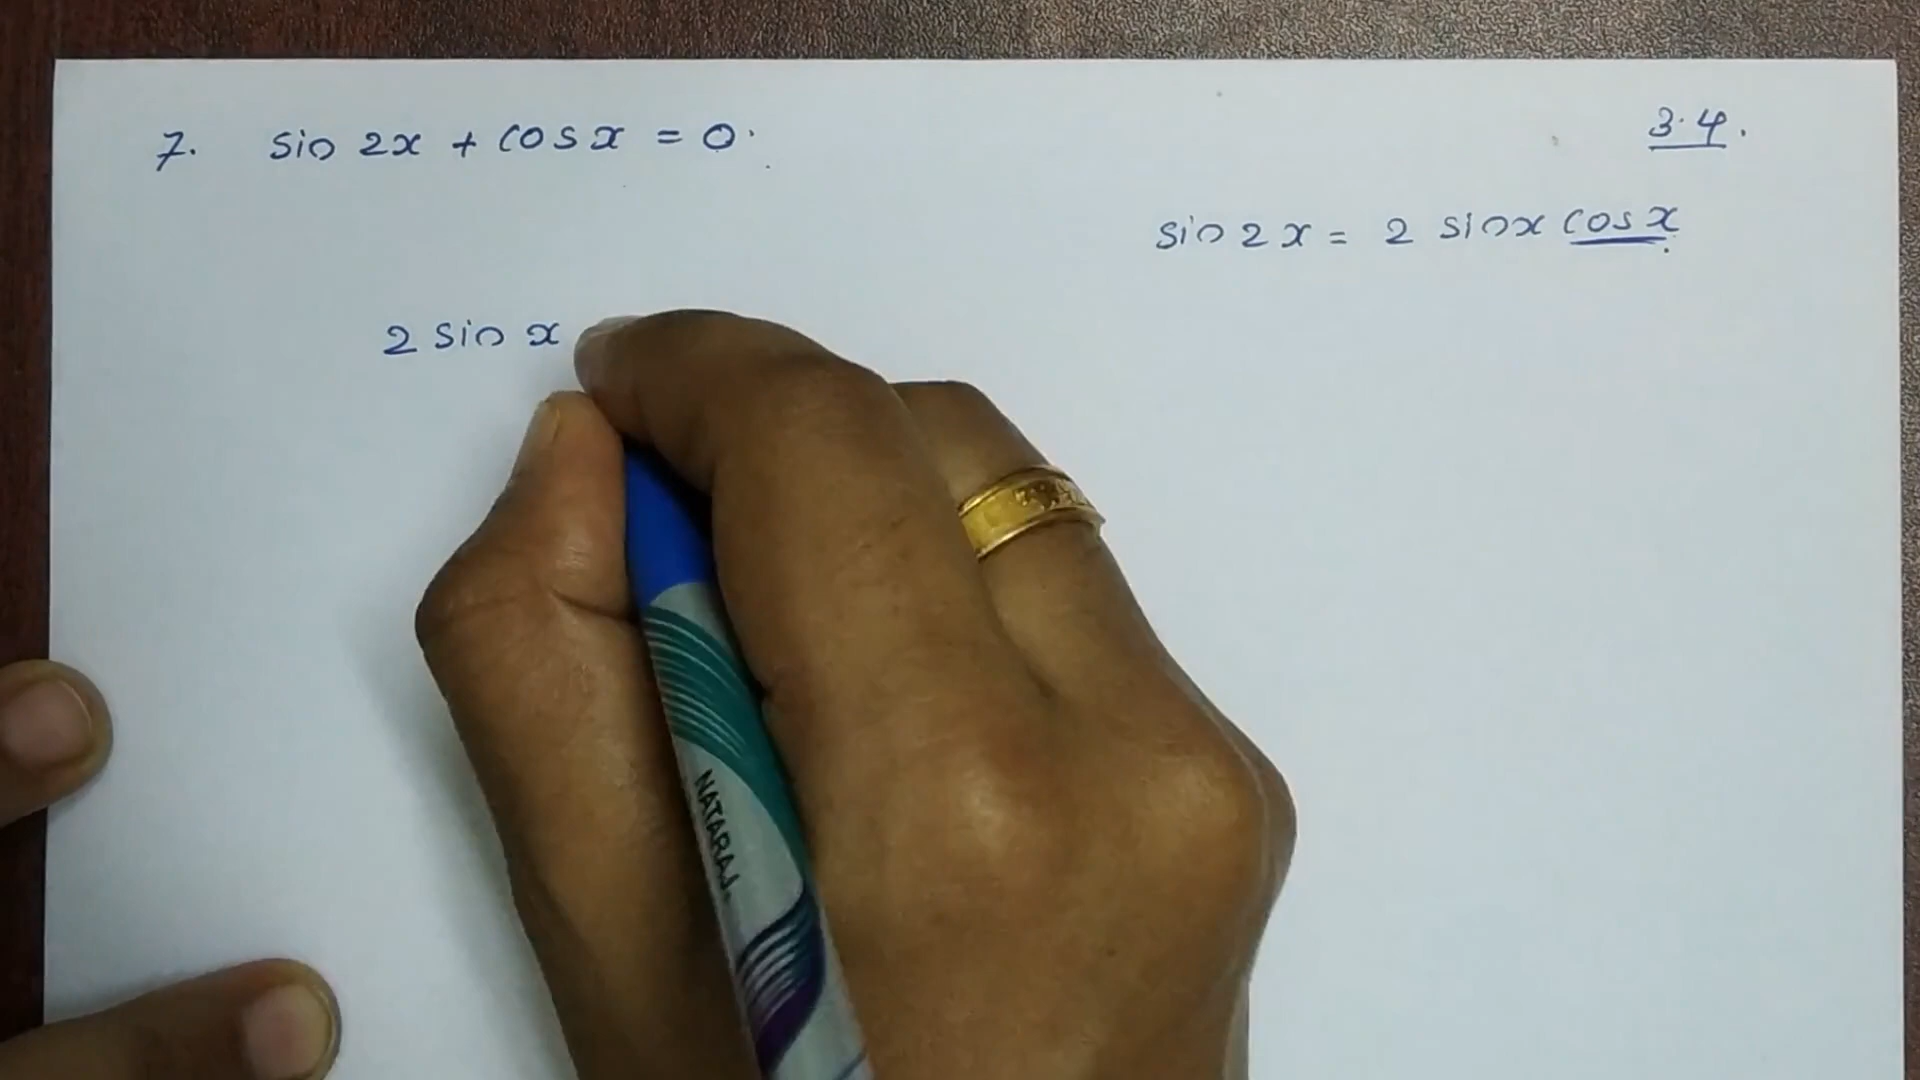 7. sin 2x + cos x = 0.
3.4.
sin 2x = 2 sinx cos x
2 sin x
NATARAJ